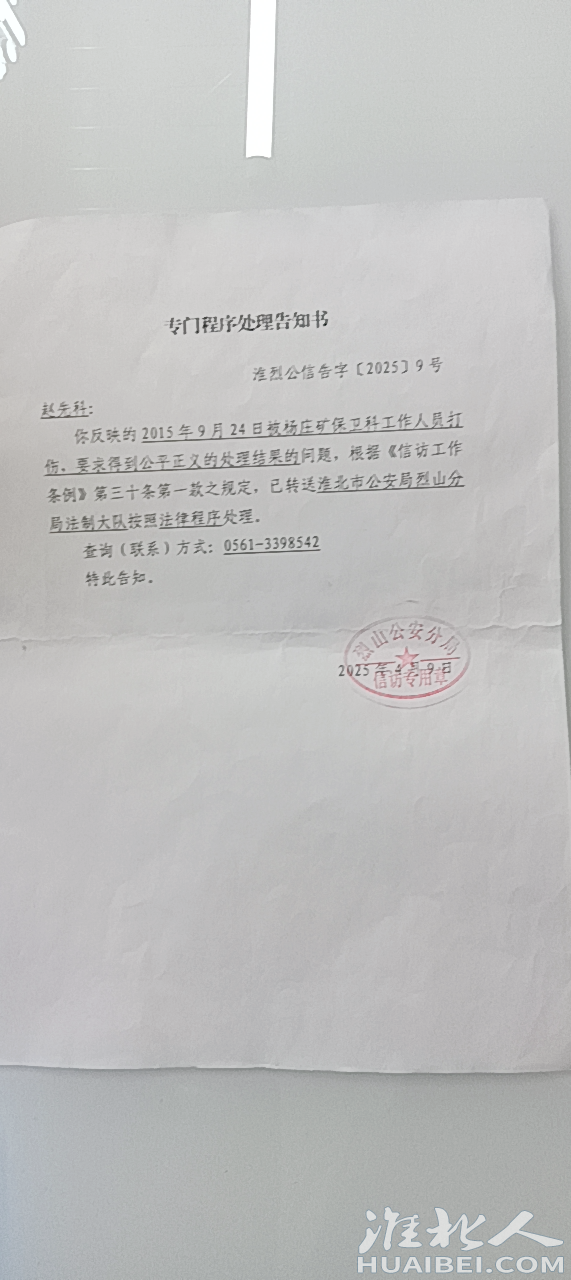 专门程序处理告知书
淮烈公信告字〔2025〕9号
赵先科：
你反映的2015年9月24日被杨庄矿保卫科工作人员打
伤，要求得到公平正义的处理结果的问题，根据《信访工作
条例》第三十条第一款之规定，已转送淮北市公安局烈山分
局法制大队按照法律程序处理。
查询（联系）方式：0561-3398542
特此告知。
烈山公安分局
2025年4月9日
信访专用章
淮北人
HUAIBEI.COM